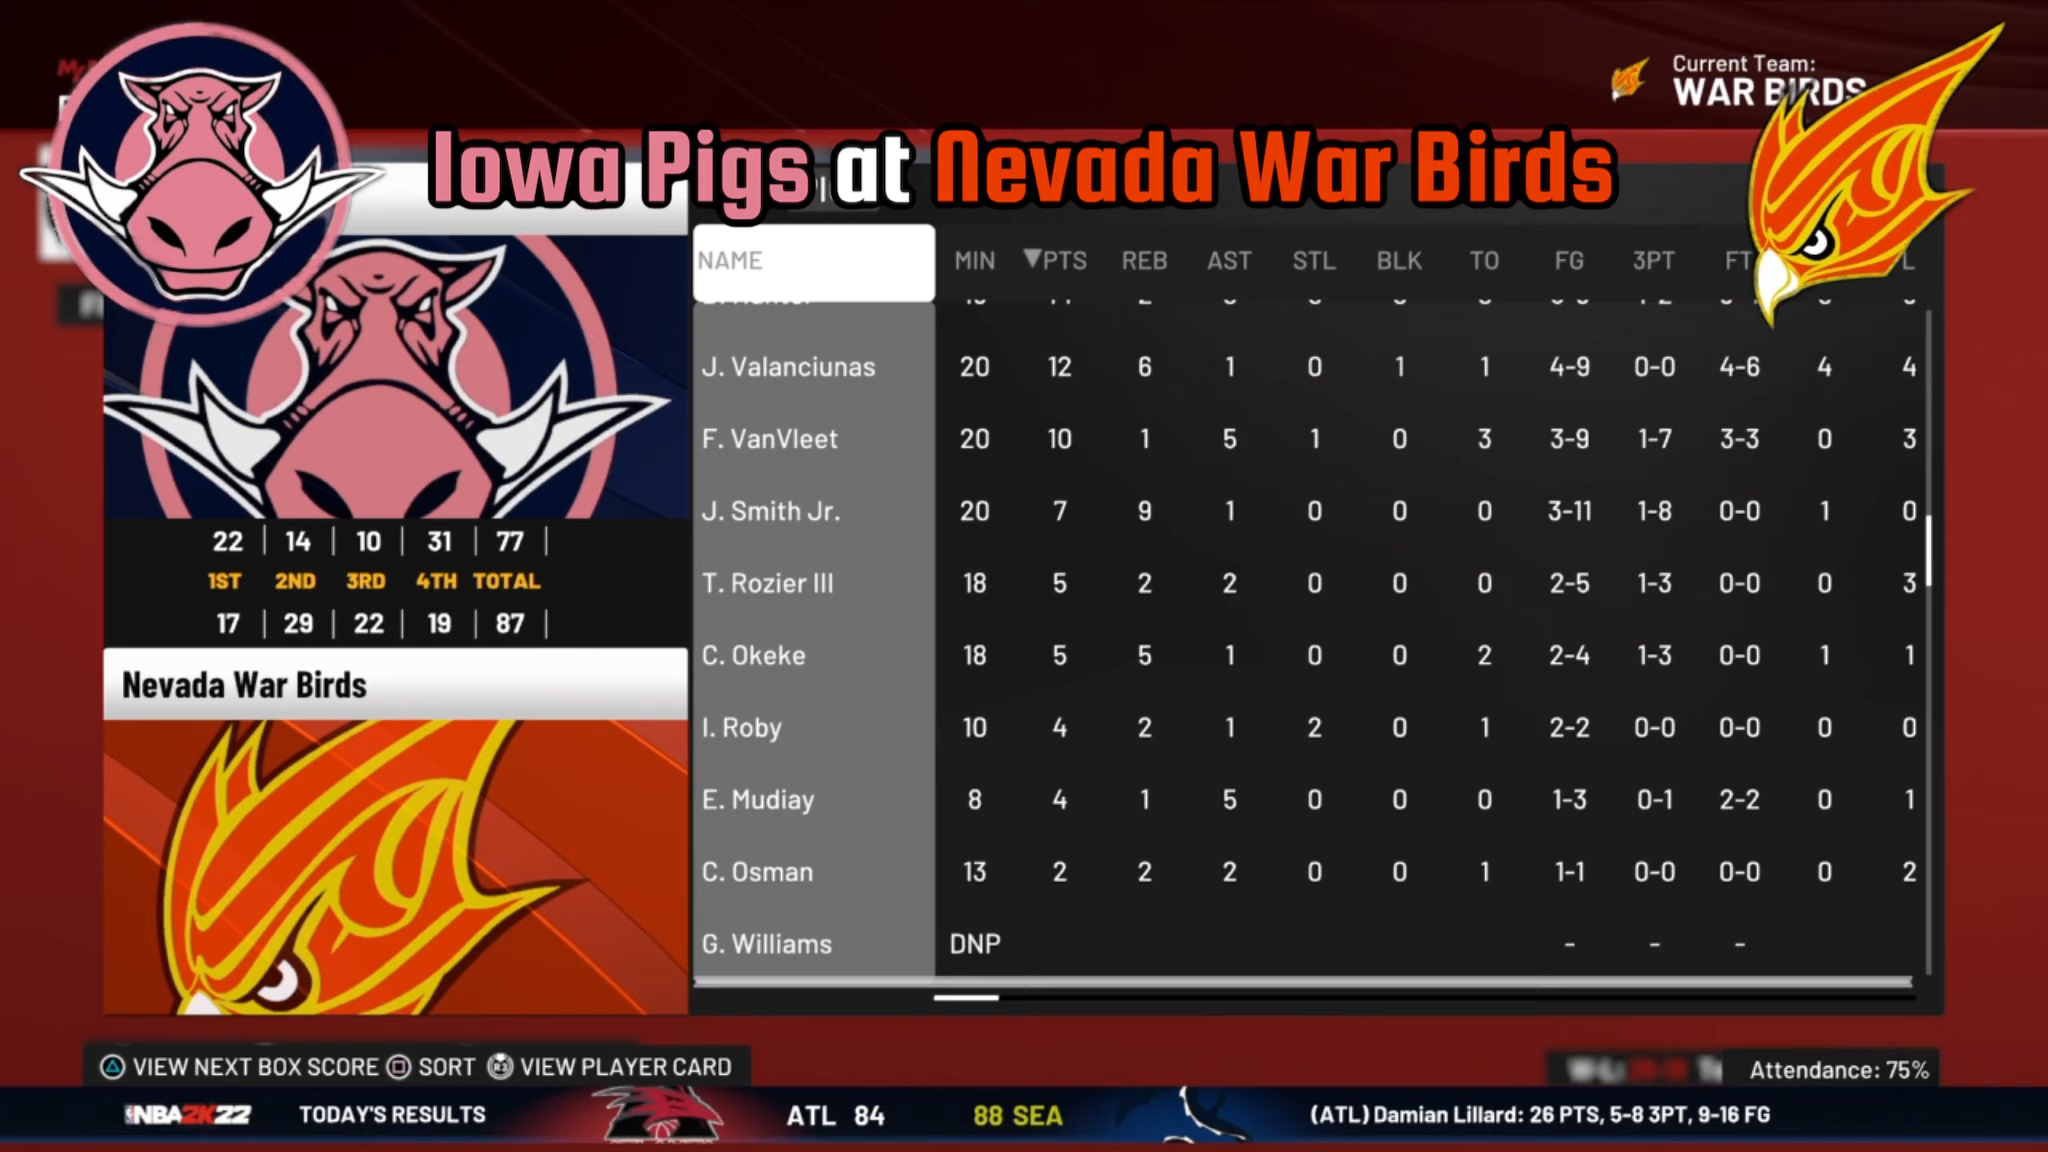 Current Team:
WAR BIRDS
Iowa Pigs at Nevada War Birds
NAME MIN ▼PTS REB AST STL BLK TO FG 3PT FT
J. Valanciunas 20 12 6 1 0 1 1 4-9 0-0 4-6 4 4
F. VanVleet 20 10 1 5 1 0 3 3-9 1-7 3-3 0 3
J. Smith Jr. 20 7 9 1 0 0 0 3-11 1-8 0-0 1 0
T. Rozier III 18 5 2 2 0 0 0 2-5 1-3 0-0 0 3
C. Okeke 18 5 5 1 0 0 2 2-4 1-3 0-0 1 1
I. Roby 10 4 2 1 2 0 1 2-2 0-0 0-0 0 0
E. Mudiay 8 4 1 5 0 0 0 1-3 0-1 2-2 0 1
C. Osman 13 2 2 2 0 0 1 1-1 0-0 0-0 0 2
G. Williams DNP - - -
22 | 14 | 10 | 31 | 77 |
1ST 2ND 3RD 4TH TOTAL
17 | 29 | 22 | 19 | 87 |
Nevada War Birds
VIEW NEXT BOX SCORE SORT R3 VIEW PLAYER CARD
Attendance: 75%
NBA2K22 TODAY'S RESULTS ATL 84 88 SEA (ATL) Damian Lillard: 26 PTS, 5-8 3PT, 9-16 FG